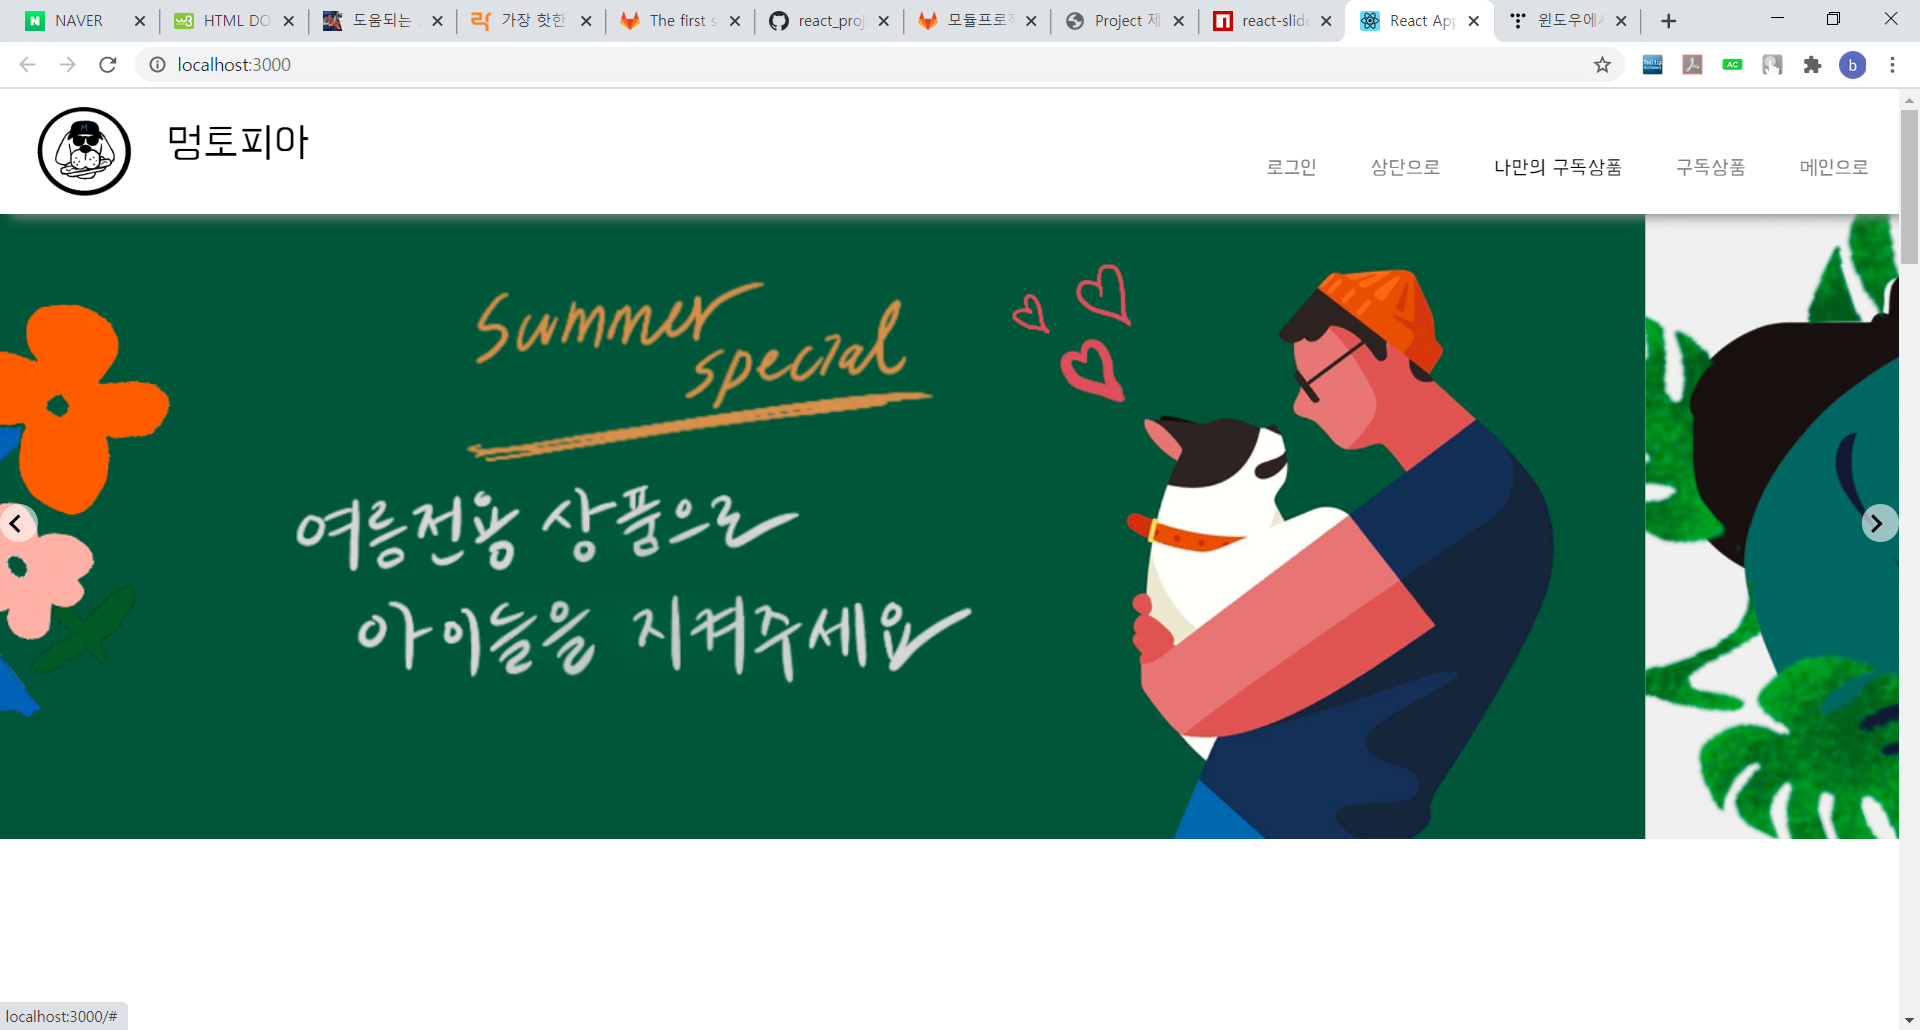 NAVER
HTML DO
도움되는
가장 핫한
The first s
react_proj
모듈프로젝
Project 제
react-slide
React App
윈도우에서
localhost:3000
AC
b
M
멍토피아
로그인
상단으로
나만의 구독상품
구독상품
메인으로
Summer
special
여름전용 상품으로
아이들을 지켜주세요
localhost:3000/#